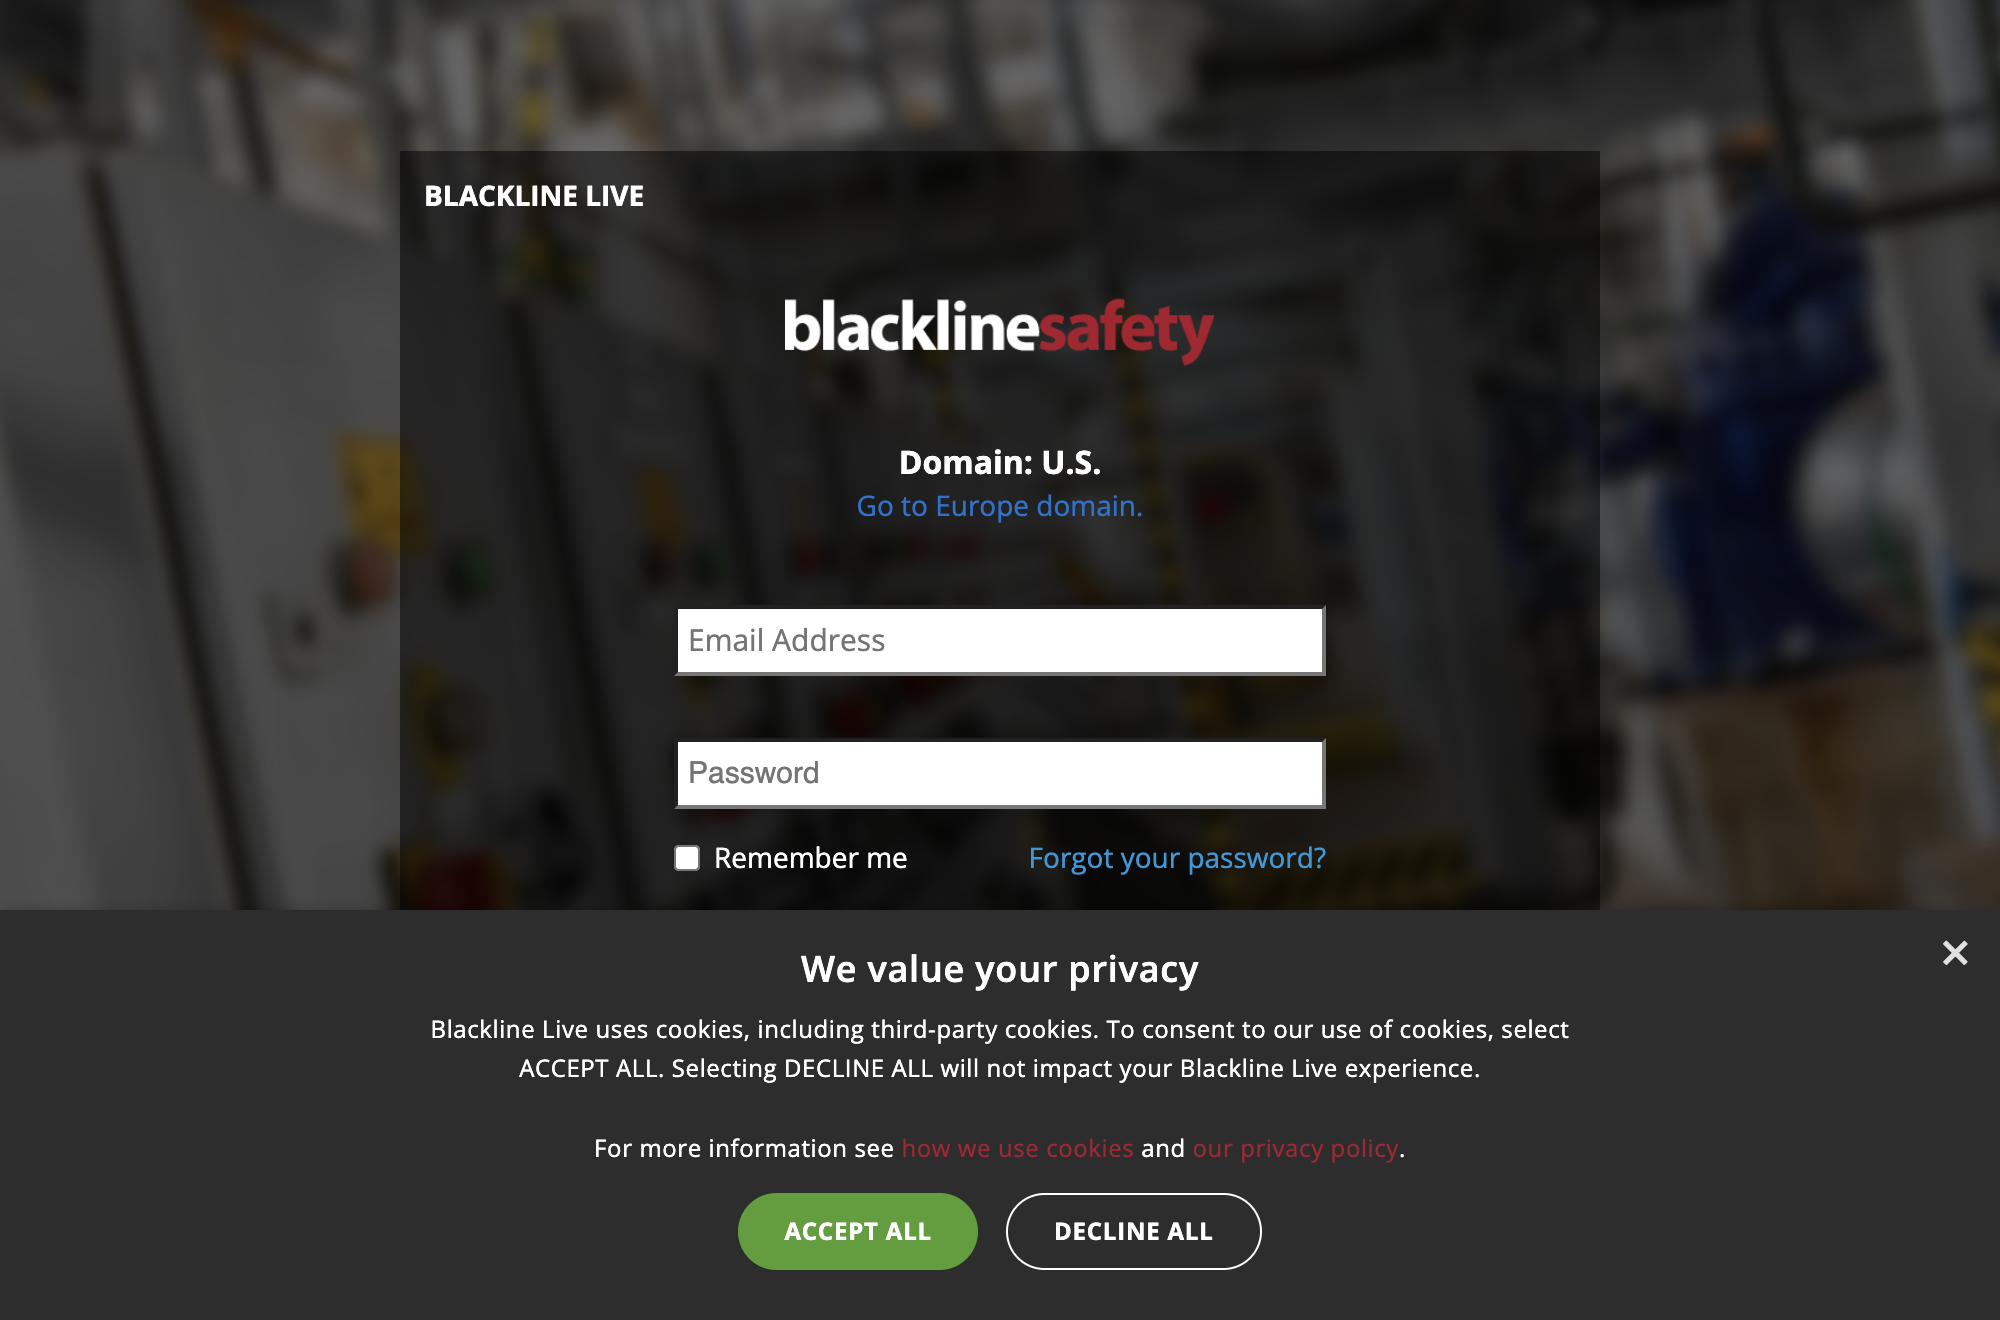 BLACKLINE LIVE
blacklinesafety
Domain: U.S.
Go to Europe domain.
Email Address
Password
Remember me
Forgot your password?
We value your privacy
Blackline Live uses cookies, including third-party cookies. To consent to our use of cookies, select
ACCEPT ALL. Selecting DECLINE ALL will not impact your Blackline Live experience.
For more information see how we use cookies and our privacy policy.
ACCEPT ALL
DECLINE ALL